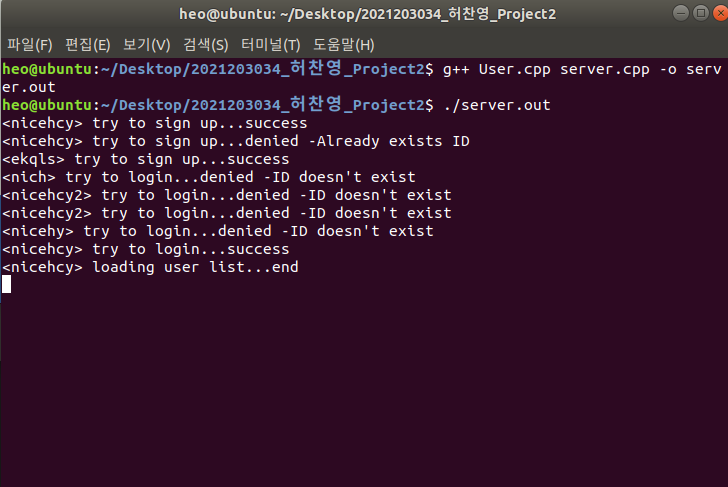 heo@ubuntu: ~/Desktop/2021203034_허찬영_Project2
파일(F) 편집(E) 보기(V) 검색(S) 터미널(T) 도움말(H)
heo@ubuntu:~/Desktop/2021203034_허찬영_Project2$ g++ User.cpp server.cpp -o serv
er.out
heo@ubuntu:~/Desktop/2021203034_허찬영_Project2$ ./server.out
<nicehcy> try to sign up...success
<nicehcy> try to sign up...denied -Already exists ID
<ekqls> try to sign up...success
<nich> try to login...denied -ID doesn't exist
<nicehcy2> try to login...denied -ID doesn't exist
<nicehcy2> try to login...denied -ID doesn't exist
<nicehy> try to login...denied -ID doesn't exist
<nicehcy> try to login...success
<nicehcy> loading user list...end